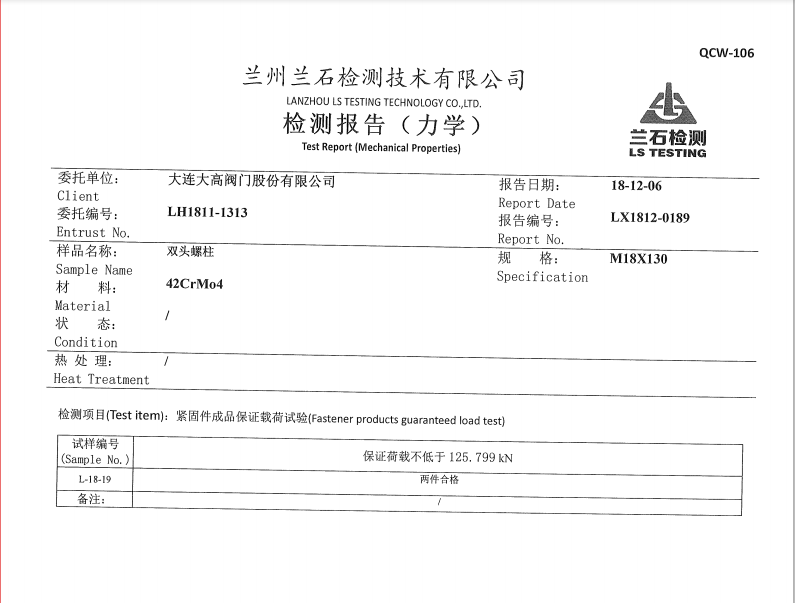 QCW-106
兰州兰石检测技术有限公司
LANZHOU LS TESTING TECHNOLOGY CO.,LTD.
检测报告（力学）
Test Report (Mechanical Properties)
兰石检测
LS TESTING
委托单位： 大连大高阀门股份有限公司 报告日期： 18-12-06
Client Report Date
委托编号： LH1811-1313 报告编号： LX1812-0189
Entrust No. Report No.
样品名称： 双头螺柱 规 格： M18X130
Sample Name Specification
材 料： 42CrMo4
Material
状 态： /
Condition
热 处 理： /
Heat Treatment
检测项目(Test item)：紧固件成品保证载荷试验(Fastener products guaranteed load test)
试样编号
(Sample No.) 保证荷载不低于 125.799 kN
L-18-19 两件合格
备注： /